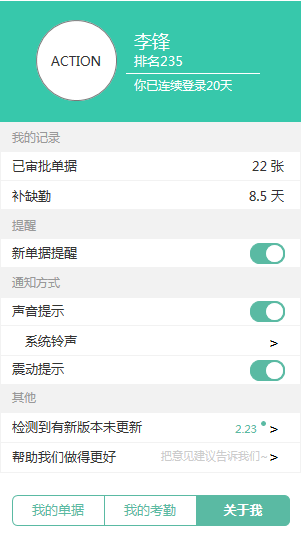 ACTION
李锋
排名235
你已连续登录20天
我的记录
已审批单据 22 张
补缺勤 8.5 天
提醒
新单据提醒
通知方式
声音提示
系统铃声 >
震动提示
其他
检测到有新版本未更新 2.23 >
帮助我们做得更好 把意见建议告诉我们~ >
我的单据 我的考勤 关于我